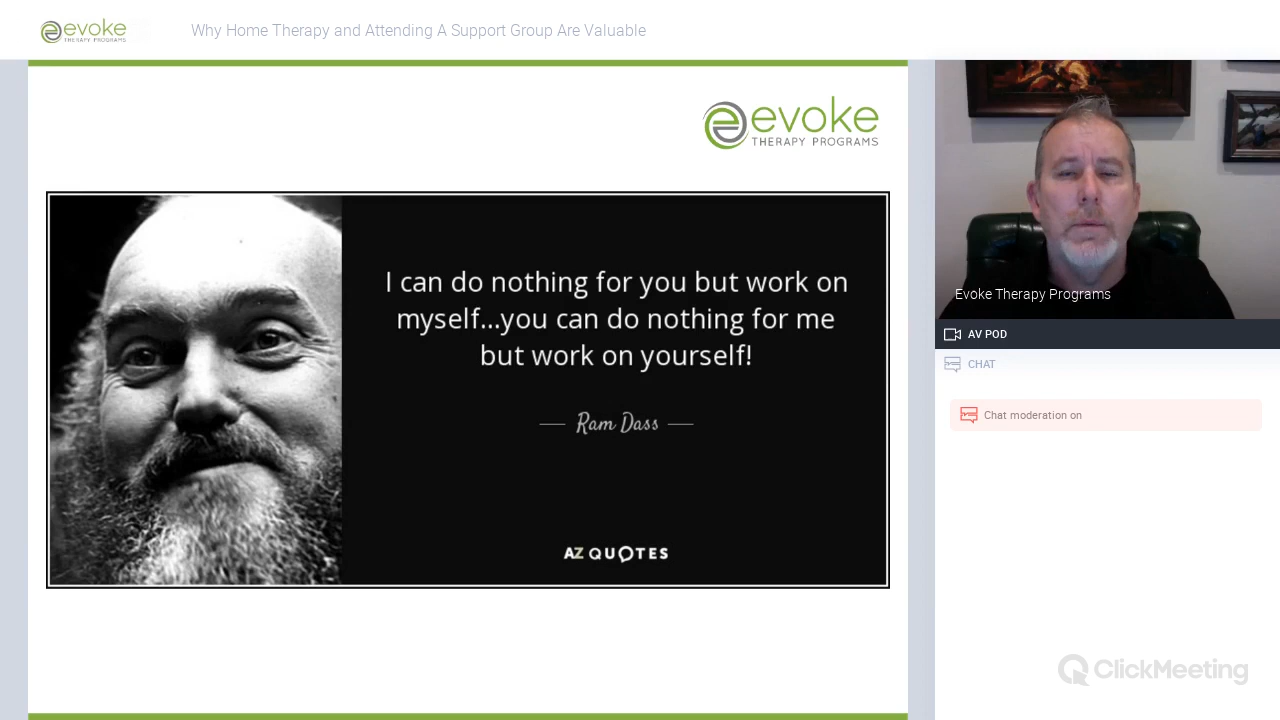 evoke
THERAPY PROGRAMS
Why Home Therapy and Attending A Support Group Are Valuable
evoke
THERAPY PROGRAMS
I can do nothing for you but work on
myself...you can do nothing for me
but work on yourself!
Ram Dass
AZ QUOTES
Evoke Therapy Programs
AV POD
CHAT
Chat moderation on
ClickMeeting